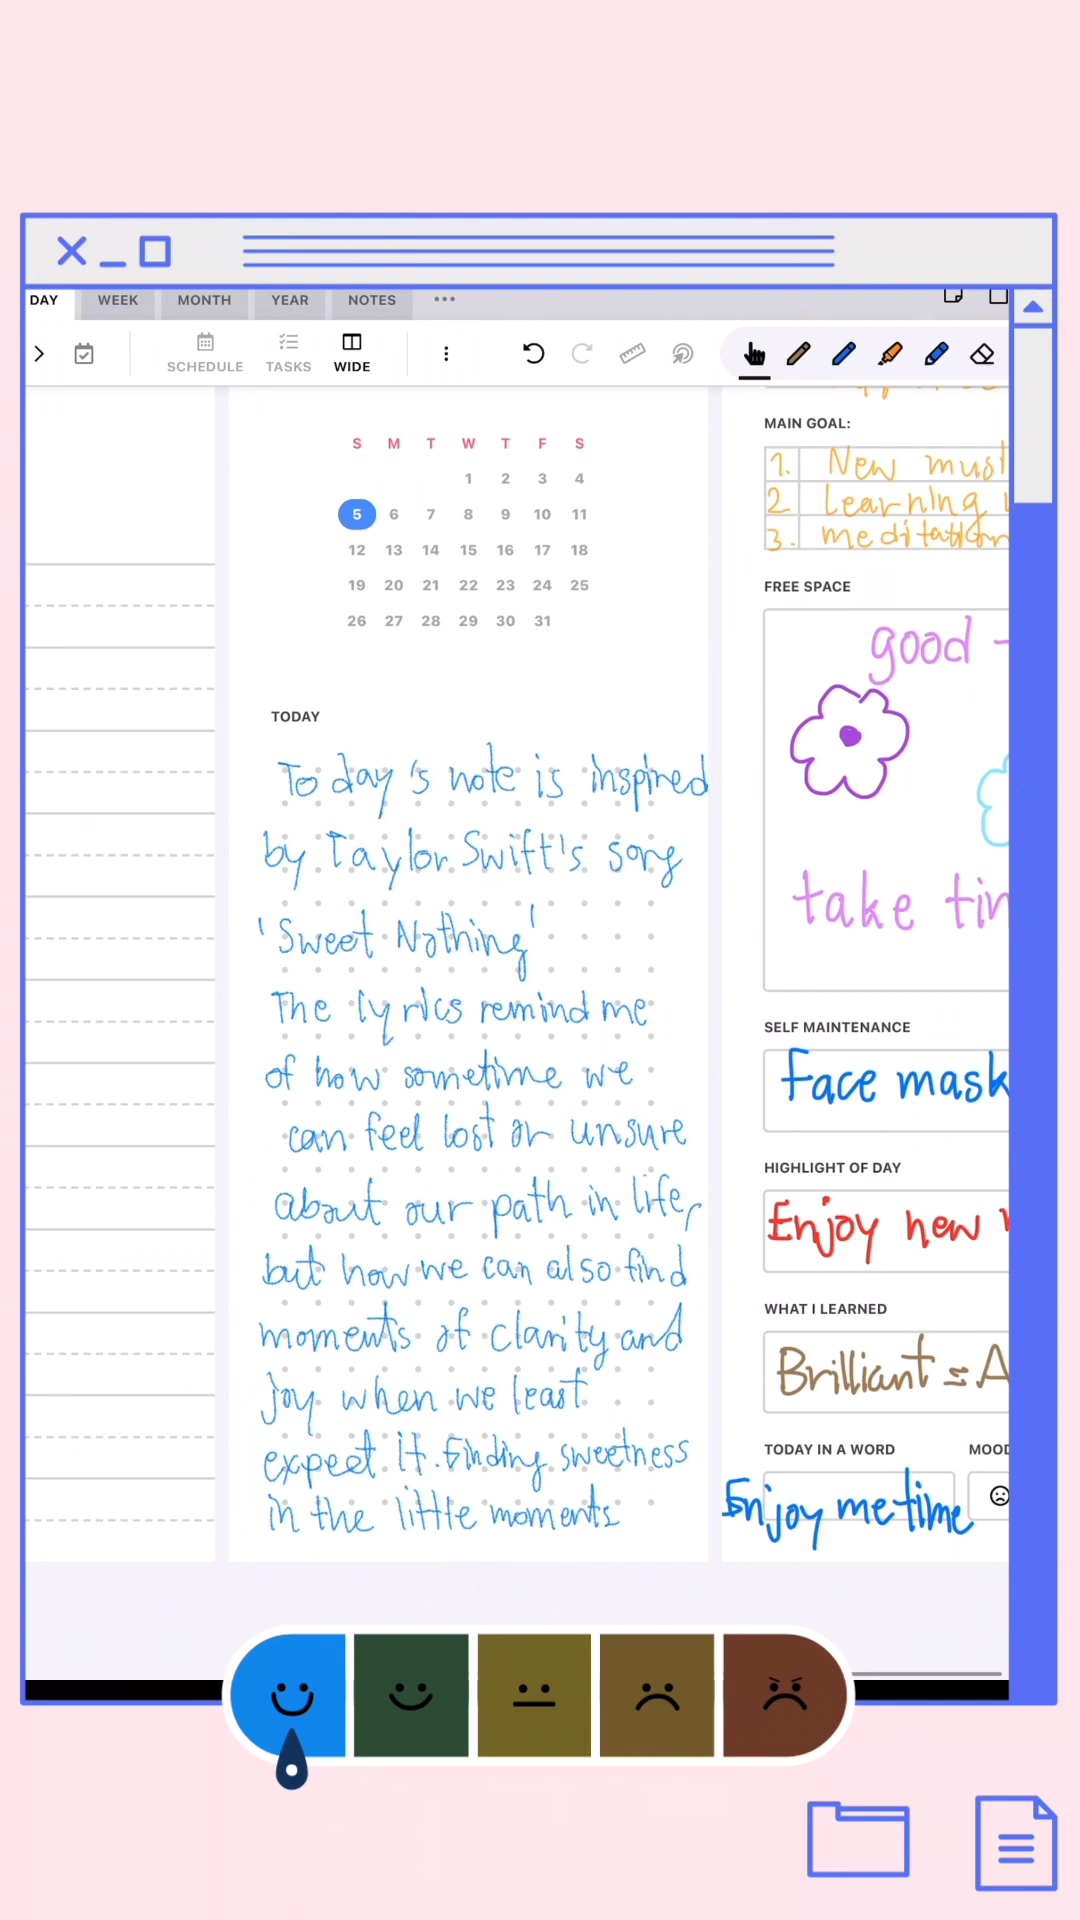 DAY WEEK MONTH YEAR NOTES
SCHEDULE TASKS WIDE
S M T W T F S
1 2 3 4
5 6 7 8 9 10 11
12 13 14 15 16 17 18
19 20 21 22 23 24 25
26 27 28 29 30 31
TODAY
Today's note is inspired
by Taylor Swift's song
'Sweet Nothing'
The lyrics remind me
of how sometime we
can feel lost or unsure
about our path in life,
but how we can also find
moments of clarity and
joy when we least
expect it. Finding sweetness
in the little moments
MAIN GOAL:
1. New
2 Learning
3. meditation
FREE SPACE
good -
take
SELF MAINTENANCE
Face mask
HIGHLIGHT OF DAY
Enjoy new
WHAT I LEARNED
Brilliant = A
TODAY IN A WORD
Enjoy me time